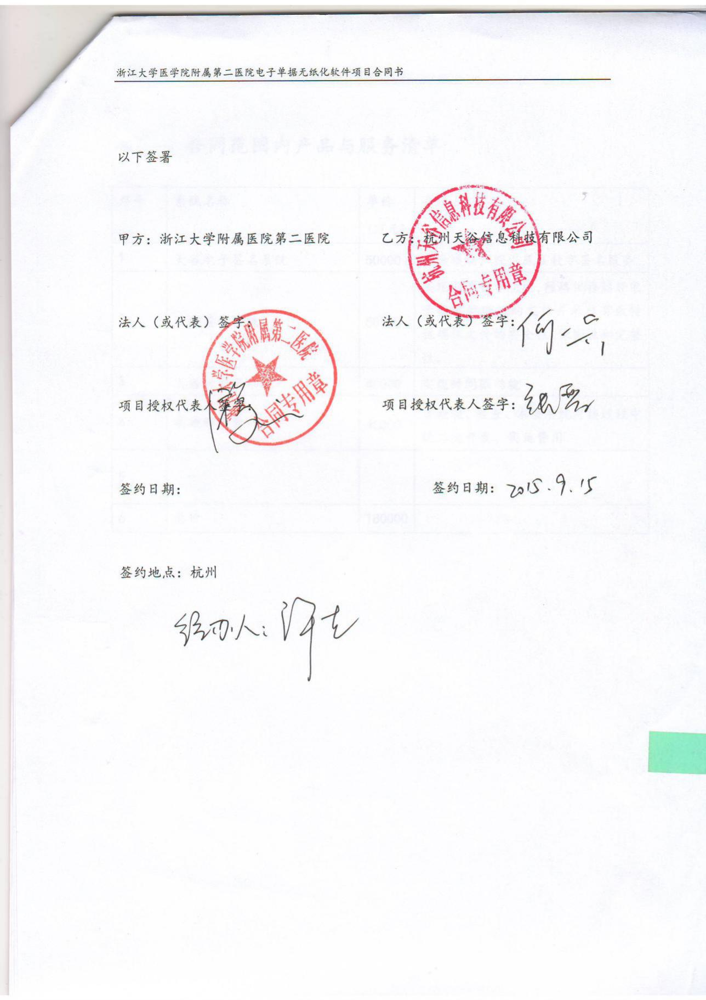 浙江大学医学院附属第二医院电子单据无纸化软件项目合同书
以下签署
甲方：浙江大学附属医院第二医院
乙方：杭州天谷信息科技有限公司
杭州天谷信息科技有限公司
合同专用章
法人（或代表）签字：
法人（或代表）签字：何一兵
大学医学院附属第二医院
合同专用章
项目授权代表人签字：
项目授权代表人签字：
签约日期：
签约日期：2015.9.15
签约地点：杭州
经办人：许